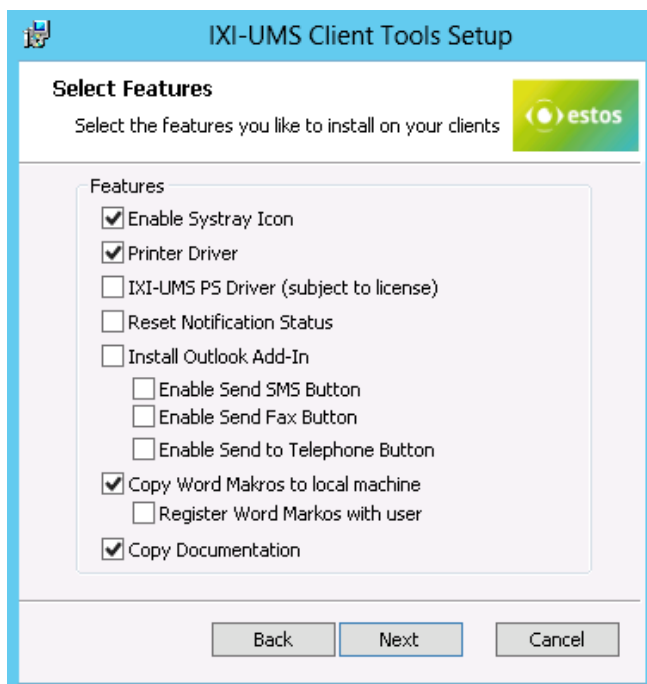 IXI-UMS Client Tools Setup
Select Features
Select the features you like to install on your clients
estos
Features
Enable Systray Icon
Printer Driver
IXI-UMS PS Driver (subject to license)
Reset Notification Status
Install Outlook Add-In
Enable Send SMS Button
Enable Send Fax Button
Enable Send to Telephone Button
Copy Word Makros to local machine
Register Word Markos with user
Copy Documentation
Back Next Cancel